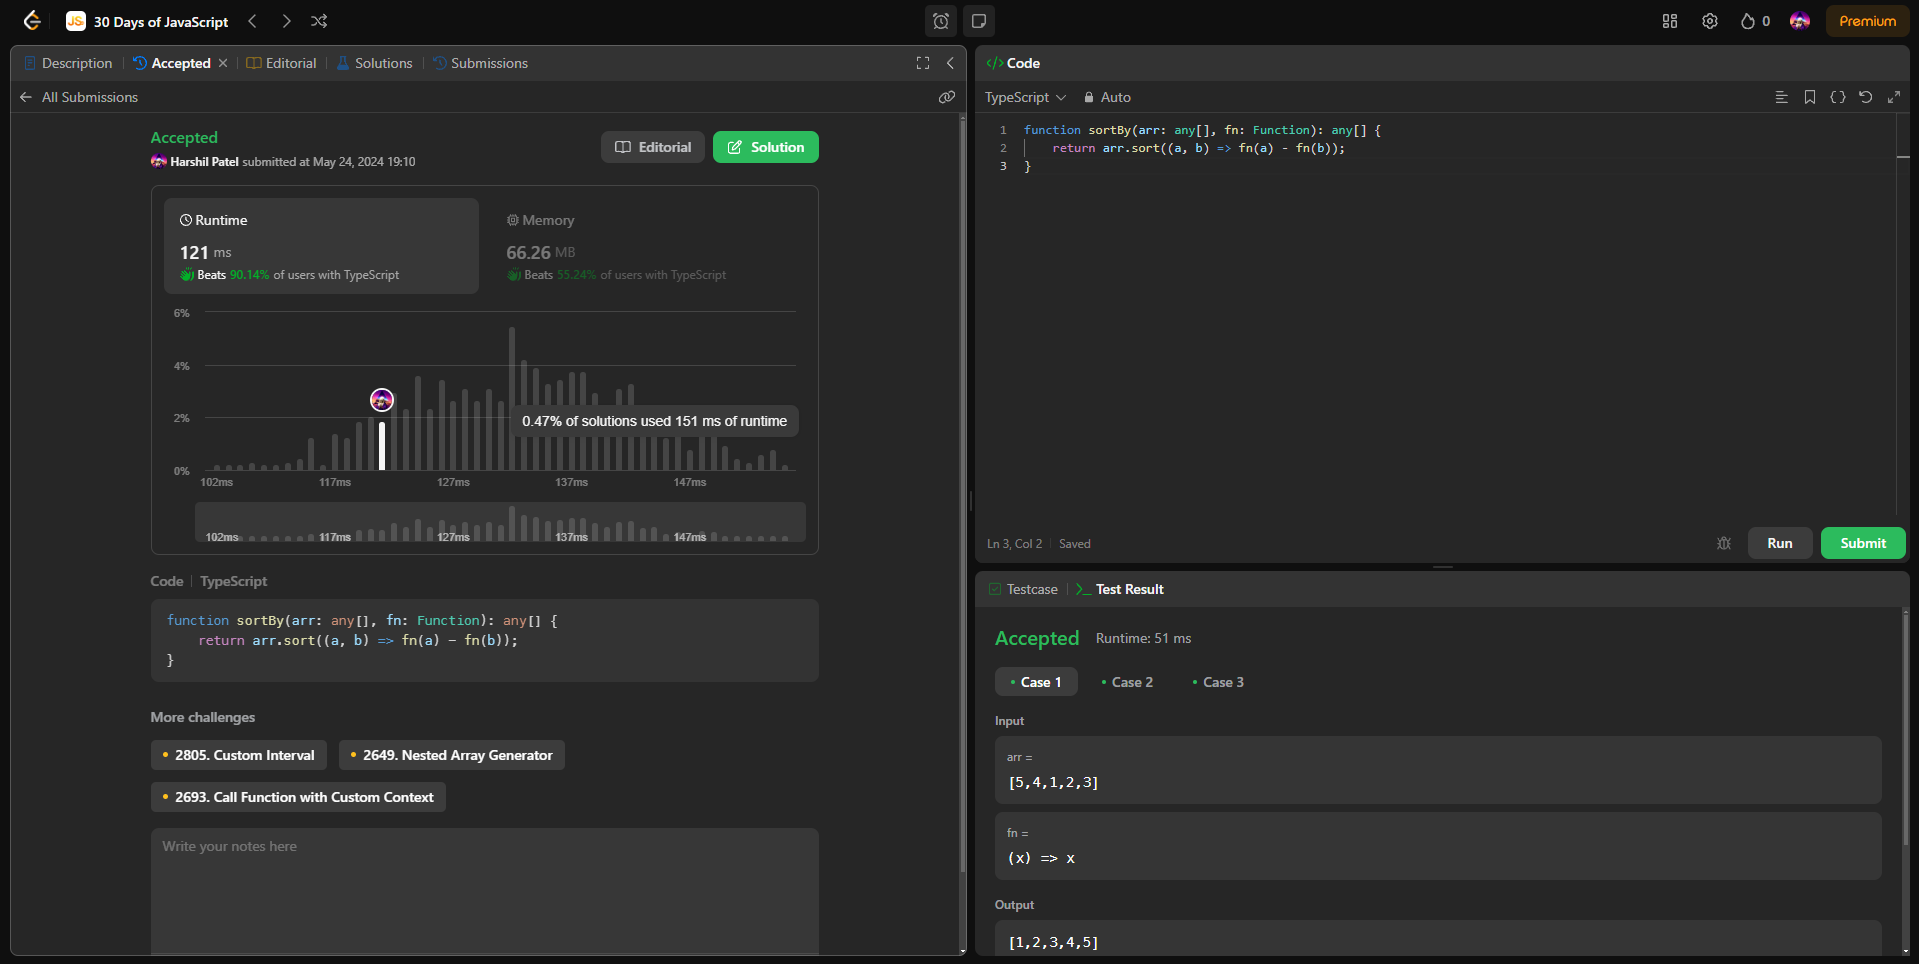 JS 30 Days of JavaScript
0
Premium
Description
Accepted
Editorial
Solutions
Submissions
All Submissions
Accepted
Harshil Patel submitted at May 24, 2024 19:10
Editorial
Solution
Runtime
121 ms
Beats 90.14% of users with TypeScript
Memory
66.26 MB
Beats 55.24% of users with TypeScript
6%
4%
2%
0%
0.47% of solutions used 151 ms of runtime
102ms 117ms 127ms 137ms 147ms
102ms 117ms 127ms 137ms 147ms
Code TypeScript
function sortBy(arr: any[], fn: Function): any[] {
    return arr.sort((a, b) => fn(a) - fn(b));
}
More challenges
2805. Custom Interval
2649. Nested Array Generator
2693. Call Function with Custom Context
Write your notes here
</> Code
TypeScript
Auto
1 function sortBy(arr: any[], fn: Function): any[] {
2     return arr.sort((a, b) => fn(a) - fn(b));
3 }
Ln 3, Col 2 Saved
Run
Submit
Testcase
>_ Test Result
Accepted Runtime: 51 ms
Case 1
Case 2
Case 3
Input
arr =
[5,4,1,2,3]
fn =
(x) => x
Output
[1,2,3,4,5]